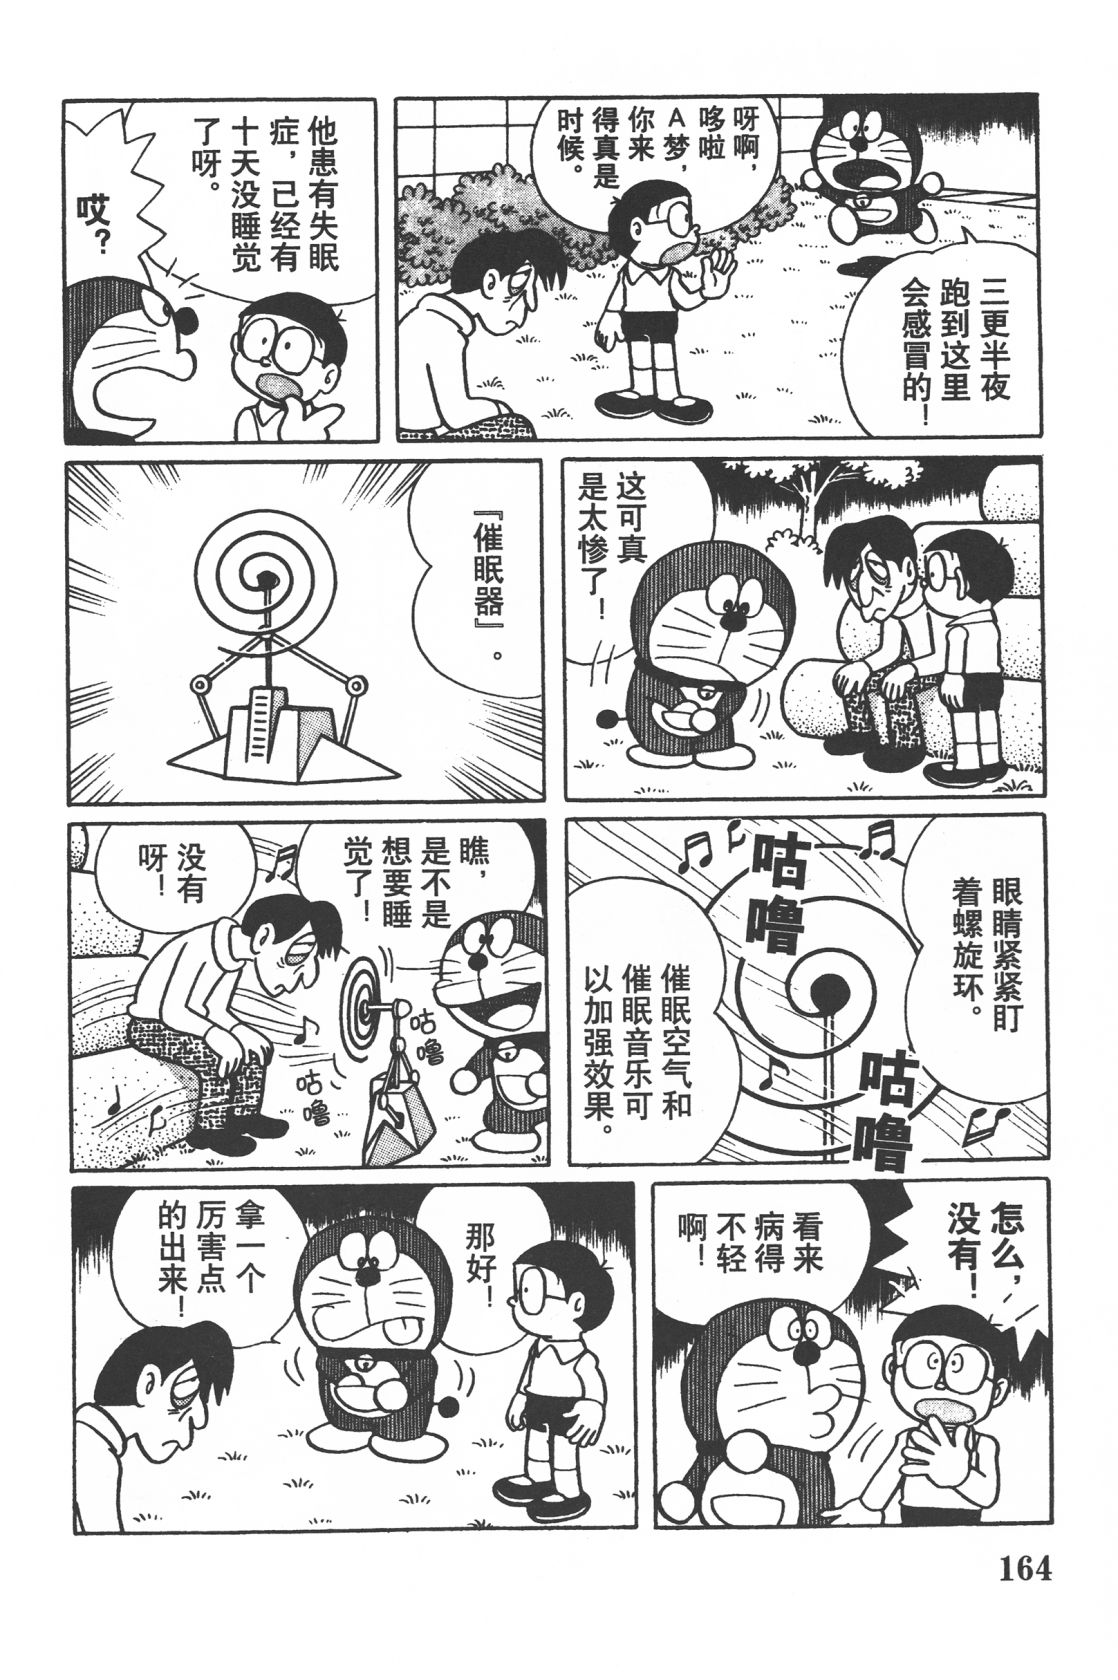 三更半夜
跑到这里
会感冒的！
呀啊，
哆啦
A梦，
你来
得真是
时候。
他患有失眠
症，已经有
十天没睡觉
了呀。
哎？
这可真
是太惨了！
『催眠器』。
眼睛紧紧盯
着螺旋环。
咕噜
咕噜
催眠空气和
催眠音乐可
以加强效果。
瞧，
是不是
想要睡
觉了！
咕噜
咕噜
没有
呀！
怎么，
没有！
看来
病得
不轻
啊！
那好！
拿一个
厉害点
的出来！
164